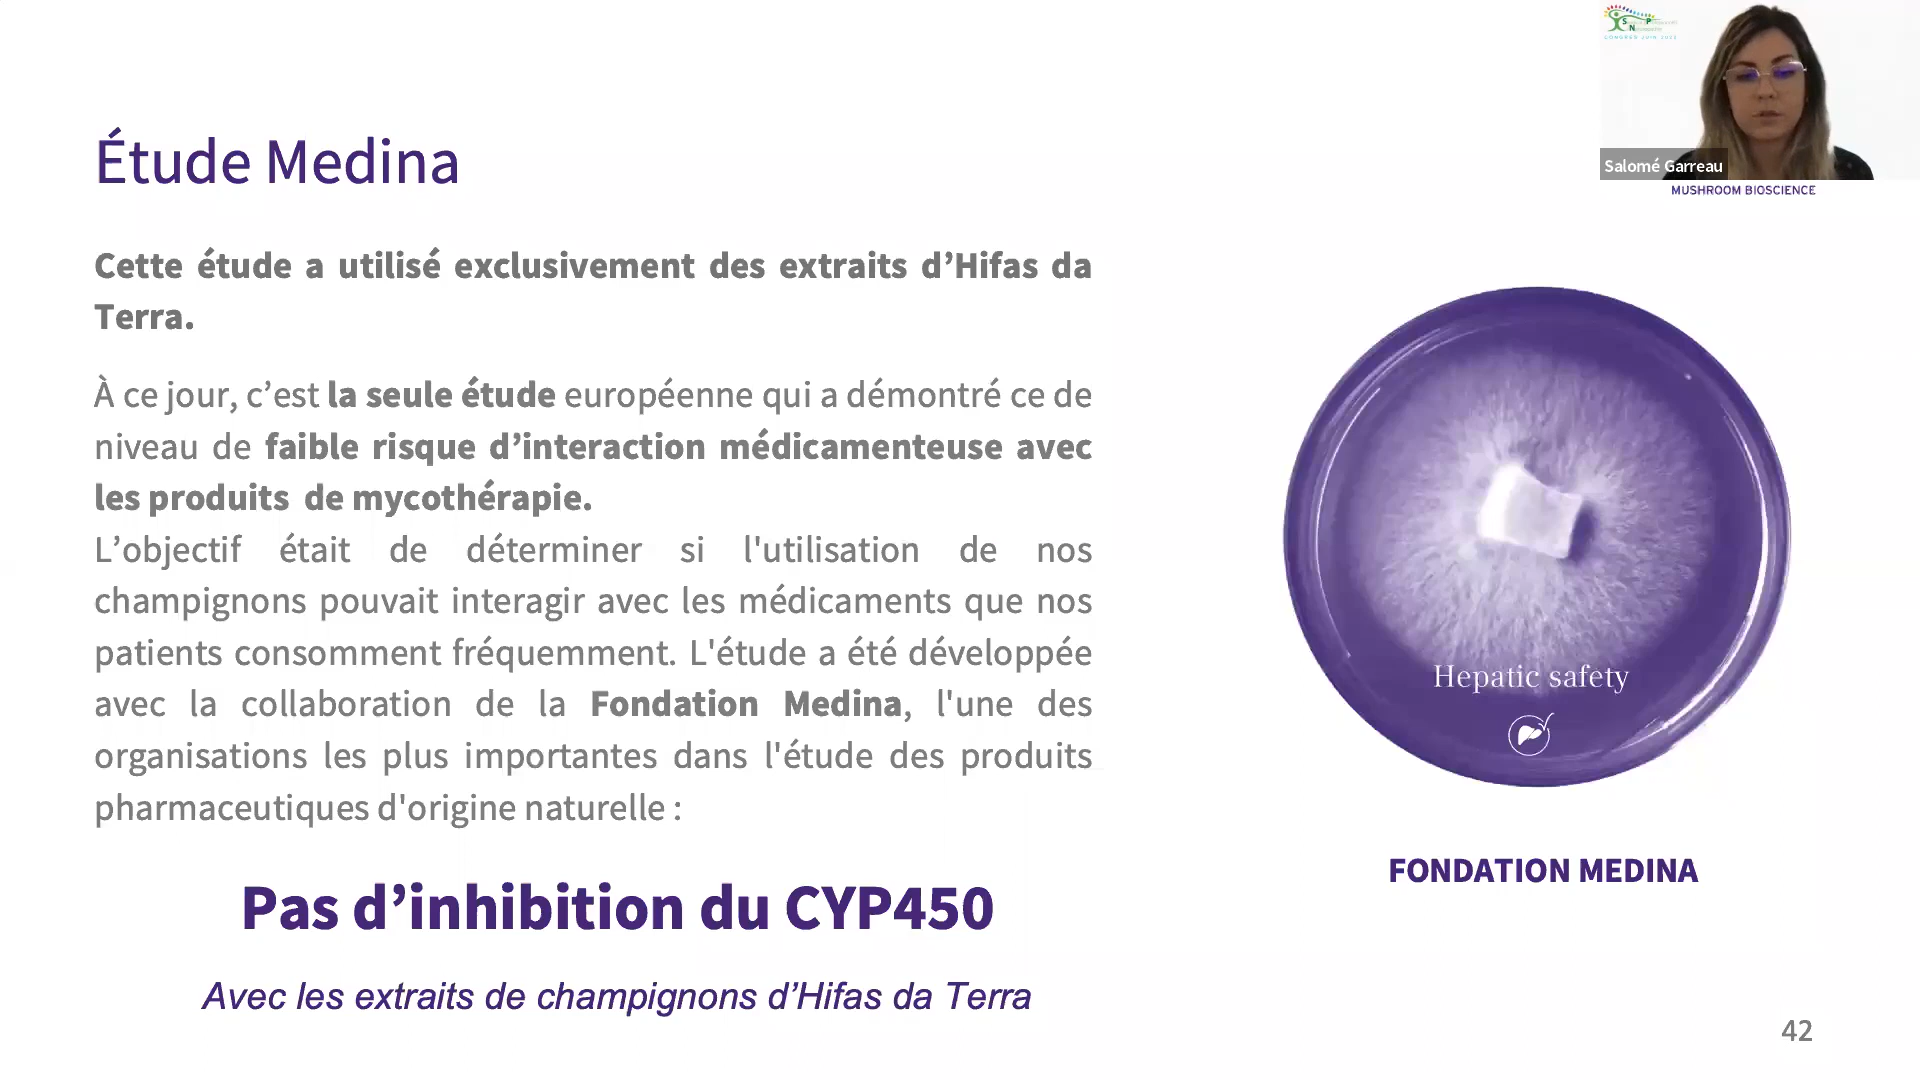 Étude Medina
Cette étude a utilisé exclusivement des extraits d’Hifas da
Terra.
À ce jour, c’est la seule étude européenne qui a démontré ce de
niveau de faible risque d’interaction médicamenteuse avec
les produits de mycothérapie.
L’objectif était de déterminer si l'utilisation de nos
champignons pouvait interagir avec les médicaments que nos
patients consomment fréquemment. L'étude a été développée
avec la collaboration de la Fondation Medina, l'une des
organisations les plus importantes dans l'étude des produits
pharmaceutiques d'origine naturelle :
Pas d’inhibition du CYP450
Avec les extraits de champignons d’Hifas da Terra
Salomé Garreau
MUSHROOM BIOSCIENCE
Hepatic safety
FONDATION MEDINA
42